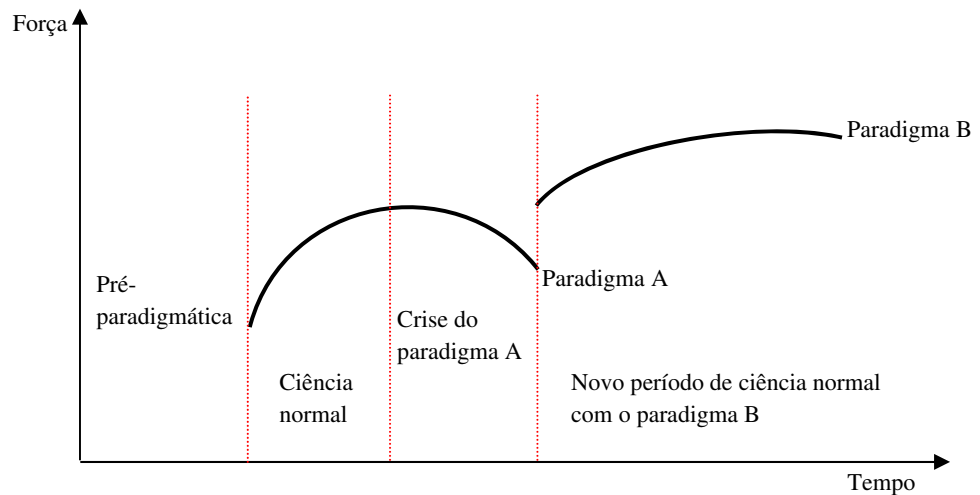 Força
Paradigma B
Paradigma A
Pré-
paradigmática
Crise do
paradigma A
Ciência
normal
Novo período de ciência normal
com o paradigma B
Tempo